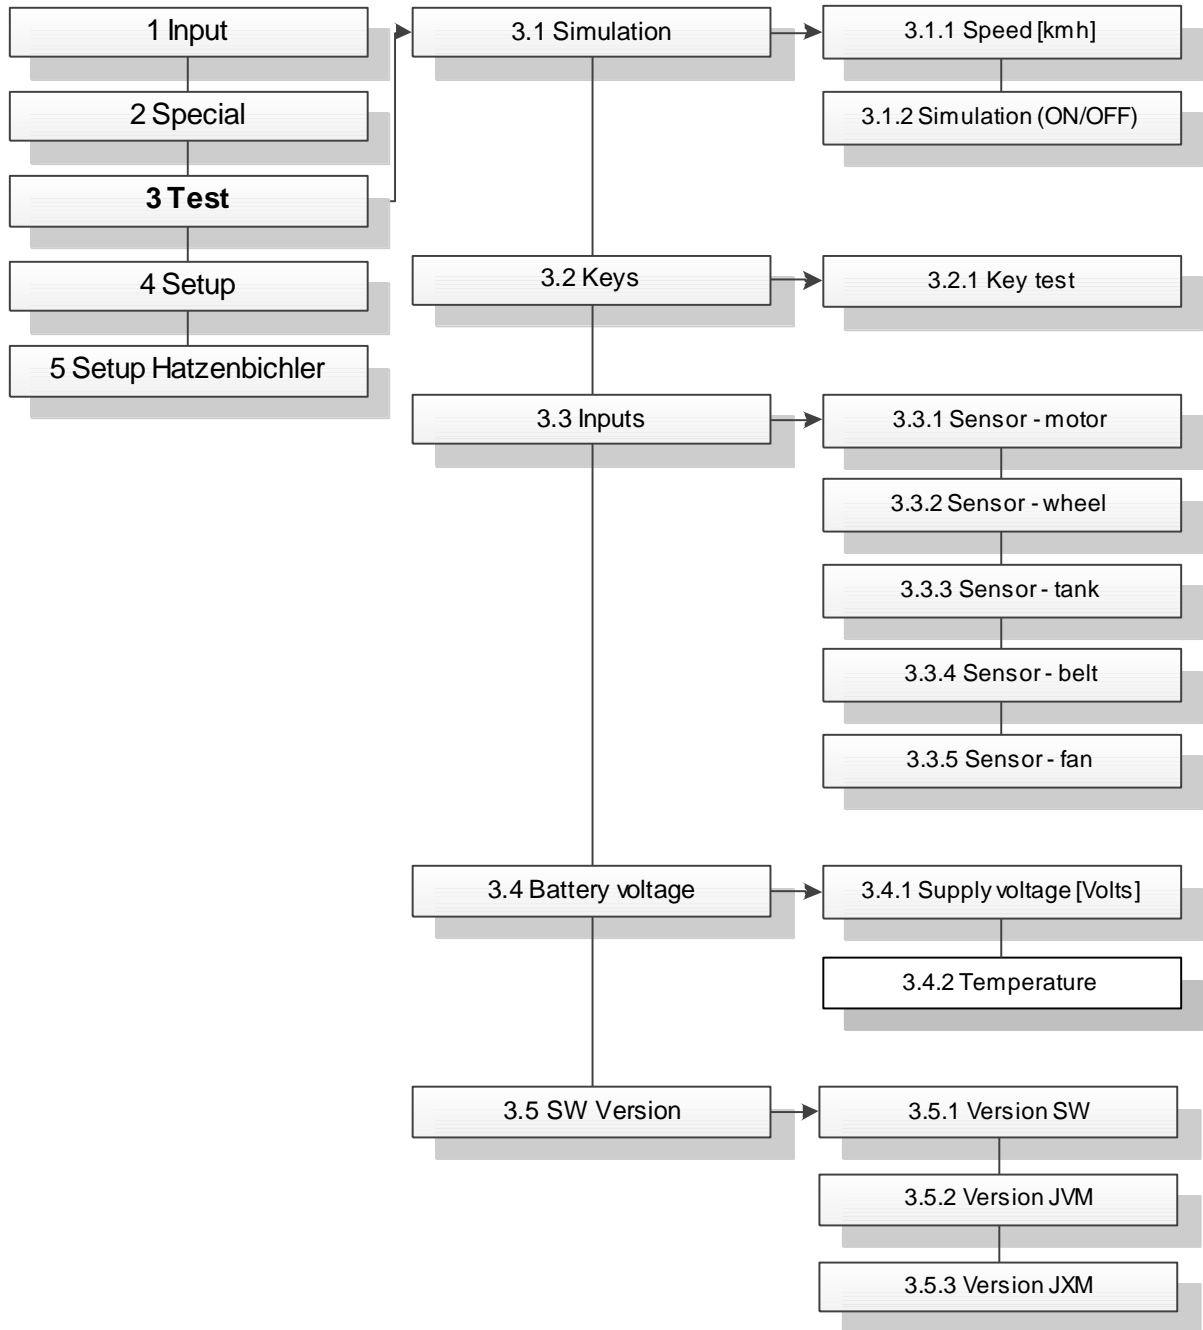 1 Input
2 Special
3 Test
4 Setup
5 Setup Hatzenbichler
3.1 Simulation
3.1.1 Speed [kmh]
3.1.2 Simulation (ON/OFF)
3.2 Keys
3.2.1 Key test
3.3 Inputs
3.3.1 Sensor - motor
3.3.2 Sensor - wheel
3.3.3 Sensor - tank
3.3.4 Sensor - belt
3.3.5 Sensor - fan
3.4 Battery voltage
3.4.1 Supply voltage [Volts]
3.4.2 Temperature
3.5 SW Version
3.5.1 Version SW
3.5.2 Version JVM
3.5.3 Version JXM